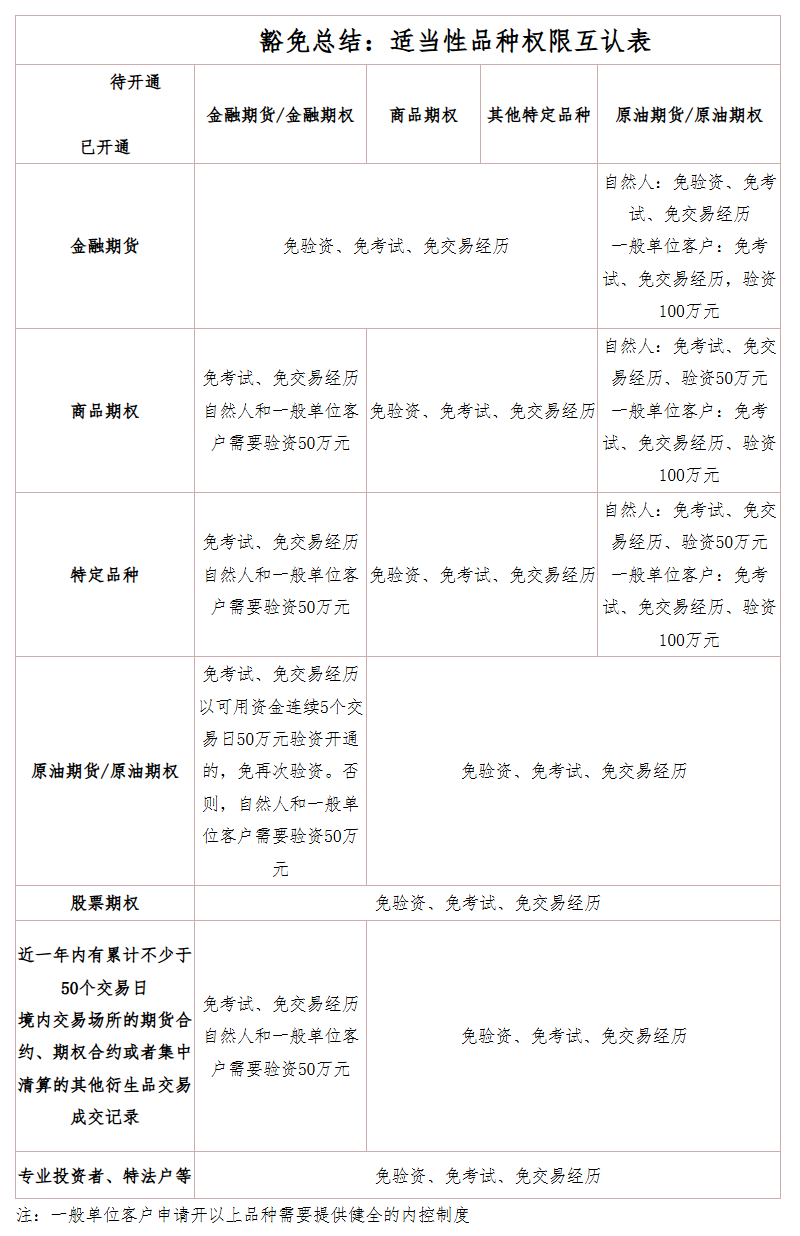 豁免总结：适当性品种权限互认表
待开通
已开通
金融期货/金融期权
商品期权
其他特定品种
原油期货/原油期权
金融期货
免验资、免考试、免交易经历
自然人：免验资、免考
试、免交易经历
一般单位客户：免考
试、免交易经历，验资
100万元
商品期权
免考试、免交易经历
自然人和一般单位客
户需要验资50万元
免验资、免考试、免交易经历
自然人：免考试、免交
易经历、验资50万元
一般单位客户：免考
试、免交易经历、验资
100万元
特定品种
免考试、免交易经历
自然人和一般单位客
户需要验资50万元
免验资、免考试、免交易经历
自然人：免考试、免交
易经历、验资50万元
一般单位客户：免考
试、免交易经历、验资
100万元
原油期货/原油期权
免考试、免交易经历
以可用资金连续5个交
易日50万元验资开通
的，免再次验资。否
则，自然人和一般单
位客户需要验资50万
元
免验资、免考试、免交易经历
股票期权
免验资、免考试、免交易经历
近一年内有累计不少于
50个交易日
境内交易场所的期货合
约、期权合约或者集中
清算的其他衍生品交易
成交记录
免考试、免交易经历
自然人和一般单位客
户需要验资50万元
免验资、免考试、免交易经历
专业投资者、特法户等
免验资、免考试、免交易经历
注：一般单位客户申请开以上品种需要提供健全的内控制度